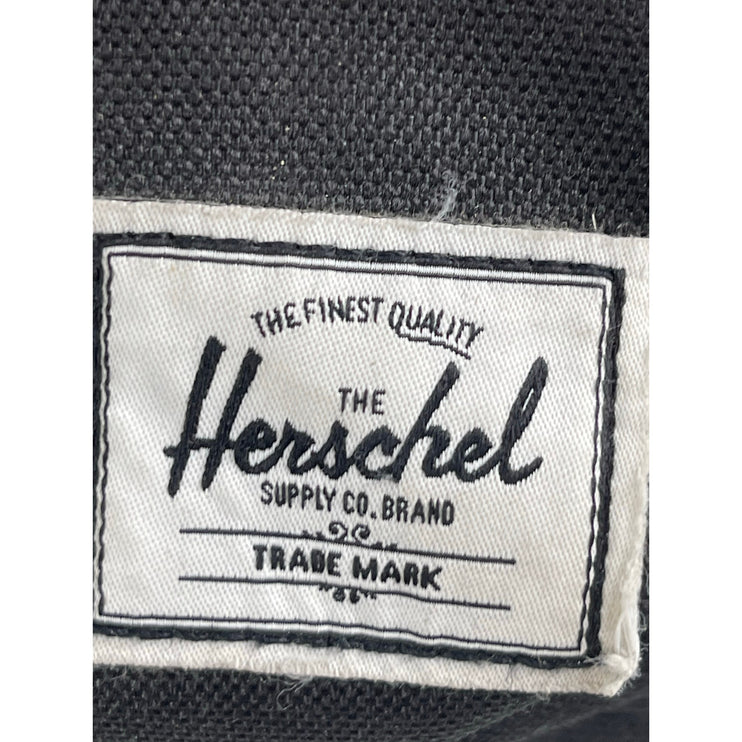 THE FINEST QUALITY
THE
Herschel
SUPPLY CO. BRAND
TRADE MARK